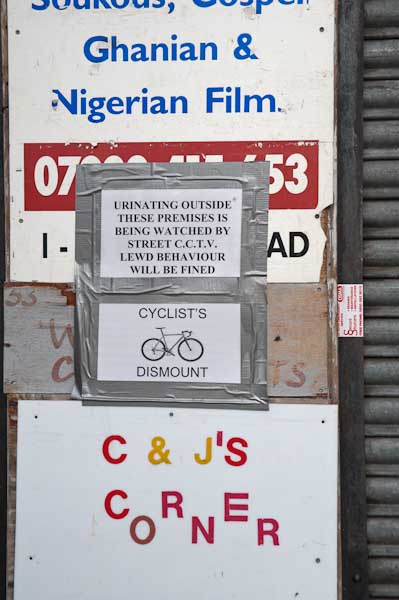 Soukous, Gospel
Ghanian &
Nigerian Film.
URINATING OUTSIDE
THESE PREMISES IS
BEING WATCHED BY
STREET C.C.T.V.
LEWD BEHAVIOUR
WILL BE FINED
CYCLIST'S
DISMOUNT
C & J'S
CORNER